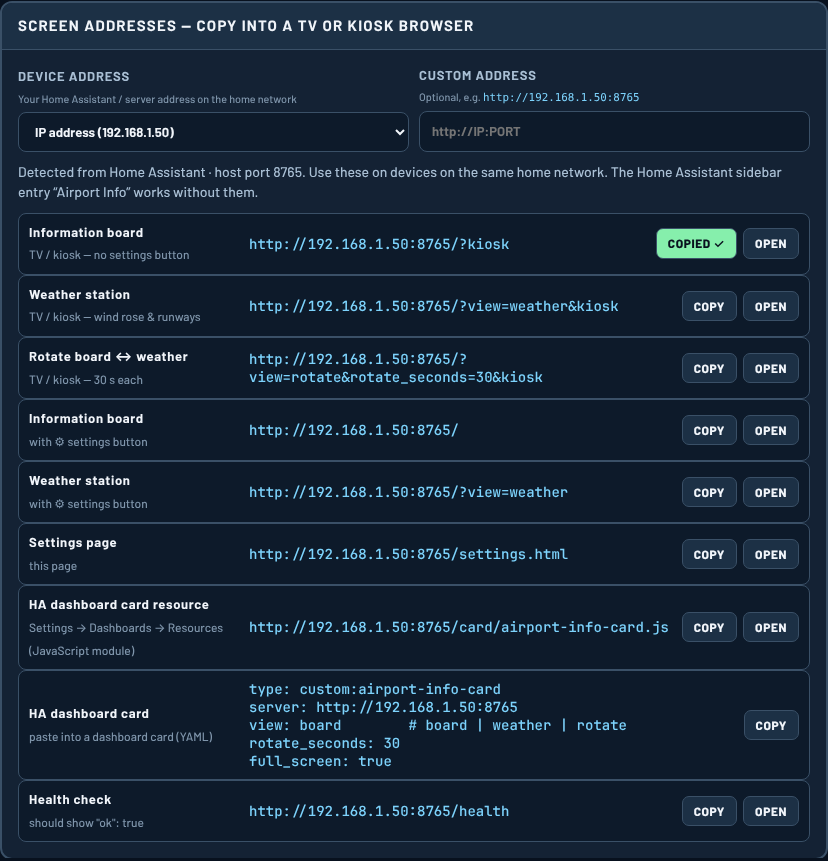 SCREEN ADDRESSES — COPY INTO A TV OR KIOSK BROWSER
DEVICE ADDRESS
Your Home Assistant / server address on the home network
IP address (192.168.1.50)
CUSTOM ADDRESS
Optional, e.g. http://192.168.1.50:8765
http://IP:PORT
Detected from Home Assistant · host port 8765. Use these on devices on the same home network. The Home Assistant sidebar
entry “Airport Info” works without them.
Information board
TV / kiosk — no settings button
http://192.168.1.50:8765/?kiosk
COPIED ✓
OPEN
Weather station
TV / kiosk — wind rose & runways
http://192.168.1.50:8765/?view=weather&kiosk
COPY
OPEN
Rotate board ↔ weather
TV / kiosk — 30 s each
http://192.168.1.50:8765/?
view=rotate&rotate_seconds=30&kiosk
COPY
OPEN
Information board
with ⚙ settings button
http://192.168.1.50:8765/
COPY
OPEN
Weather station
with ⚙ settings button
http://192.168.1.50:8765/?view=weather
COPY
OPEN
Settings page
this page
http://192.168.1.50:8765/settings.html
COPY
OPEN
HA dashboard card resource
Settings → Dashboards → Resources
(JavaScript module)
http://192.168.1.50:8765/card/airport-info-card.js
COPY
OPEN
HA dashboard card
paste into a dashboard card (YAML)
type: custom:airport-info-card
server: http://192.168.1.50:8765
view: board        # board | weather | rotate
rotate_seconds: 30
full_screen: true
COPY
Health check
should show "ok": true
http://192.168.1.50:8765/health
COPY
OPEN